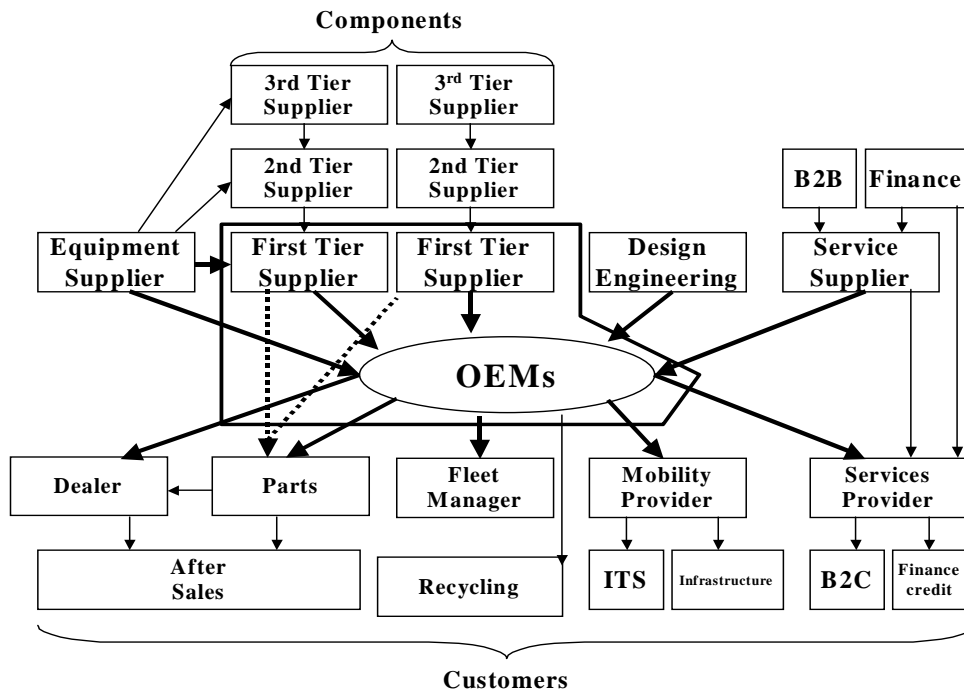 Components
3rd Tier
Supplier
3rd Tier
Supplier
2nd Tier
Supplier
2nd Tier
Supplier
B2B
Finance
Equipment
Supplier
First Tier
Supplier
First Tier
Supplier
Design
Engineering
Service
Supplier
OEMs
Dealer
Parts
Fleet
Manager
Mobility
Provider
Services
Provider
After
Sales
Recycling
ITS
Infrastructure
B2C
Finance
credit
Customers